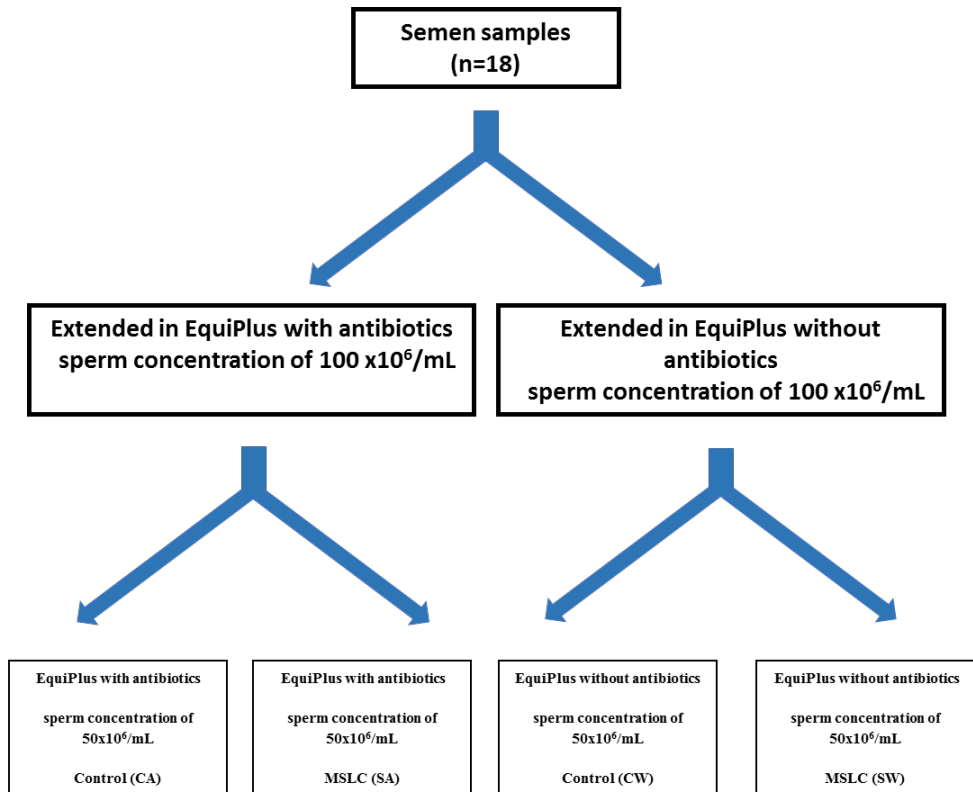 Semen samples
(n=18)
Extended in EquiPlus with antibiotics
sperm concentration of 100 x10⁶/mL
Extended in EquiPlus without
antibiotics
sperm concentration of 100 x10⁶/mL
EquiPlus with antibiotics
sperm concentration of
50x10⁶/mL
Control (CA)
EquiPlus with antibiotics
sperm concentration of
50x10⁶/mL
MSLC (SA)
EquiPlus without antibiotics
sperm concentration of
50x10⁶/mL
Control (CW)
EquiPlus without antibiotics
sperm concentration of
50x10⁶/mL
MSLC (SW)